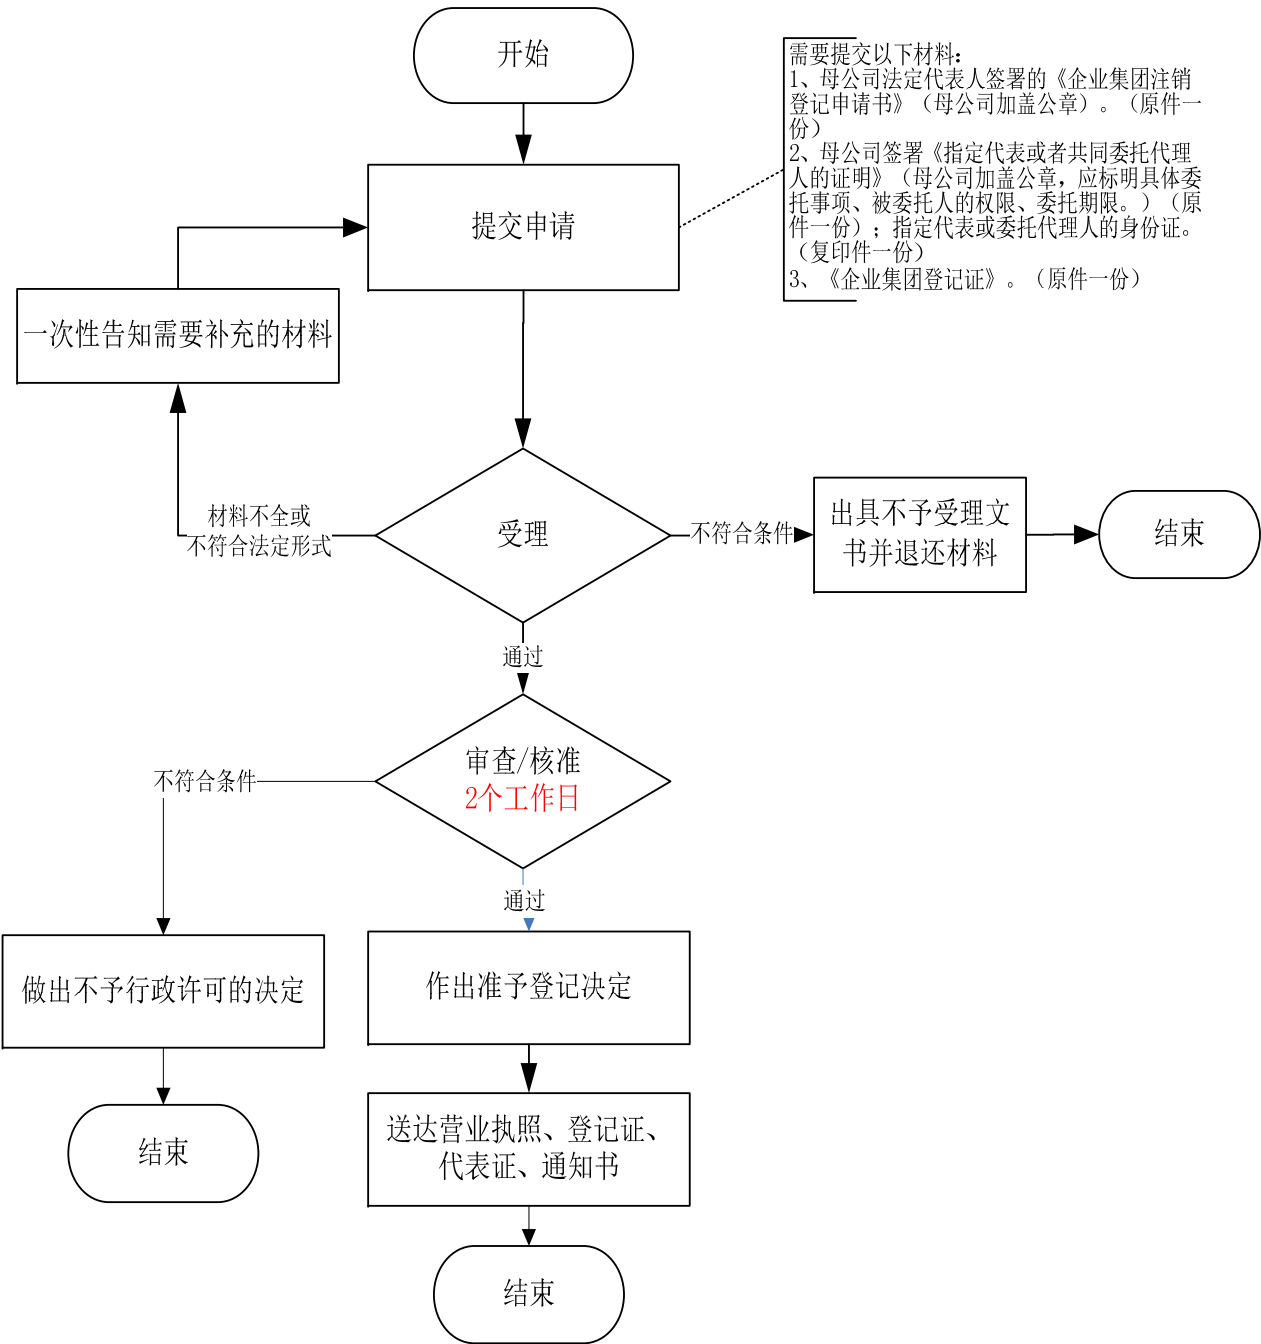 开始
需要提交以下材料：
1、母公司法定代表人签署的《企业集团注销
登记申请书》（母公司加盖公章）。（原件一
份）
2、母公司签署《指定代表或者共同委托代理
人的证明》（母公司加盖公章，应标明具体委
托事项、被委托人的权限、委托期限。）（原
件一份）；指定代表或委托代理人的身份证。
（复印件一份）
3、《企业集团登记证》。（原件一份）
提交申请
一次性告知需要补充的材料
材料不全或
不符合法定形式
受理
不符合条件
出具不予受理文
书并退还材料
结束
通过
审查/核准
2个工作日
不符合条件
通过
做出不予行政许可的决定
作出准予登记决定
结束
送达营业执照、登记证、
代表证、通知书
结束